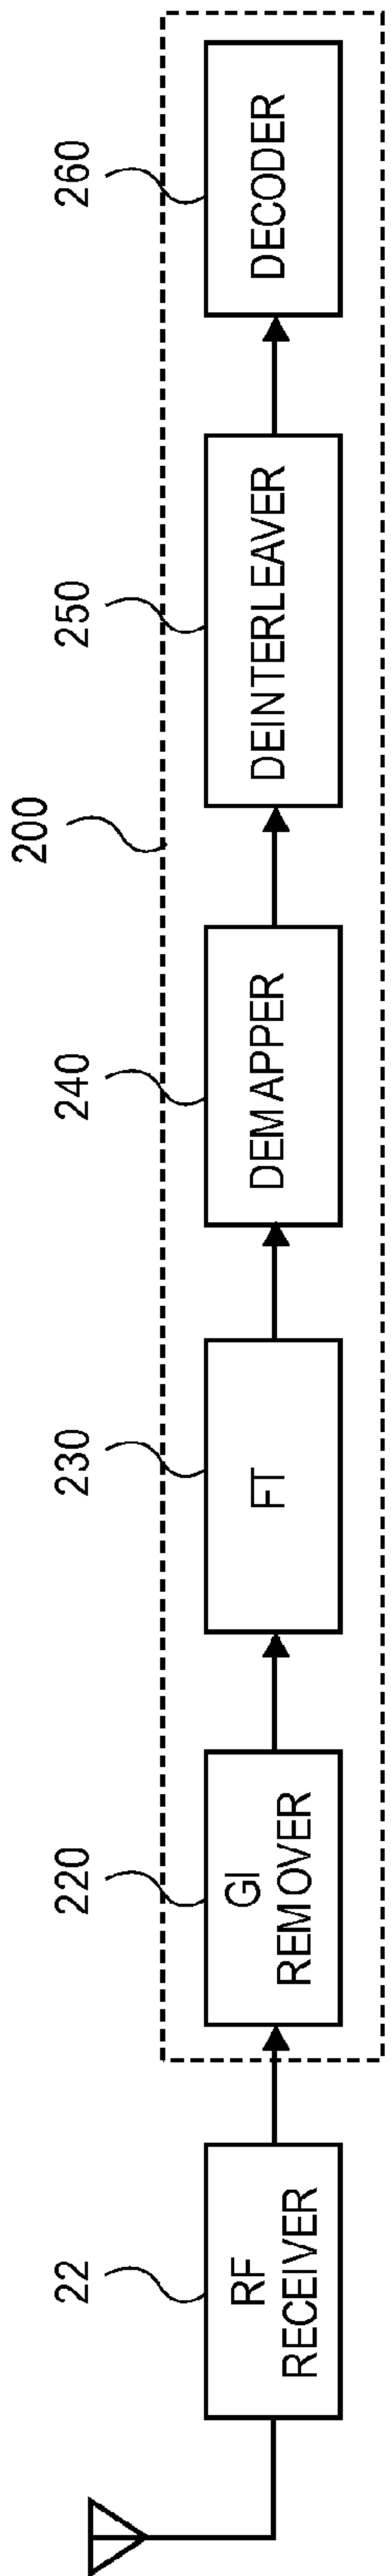 200
22
220
230
240
250
260
RF
RECEIVER
GI
REMOVER
FT
DEMAPPER
DEINTERLEAVER
DECODER